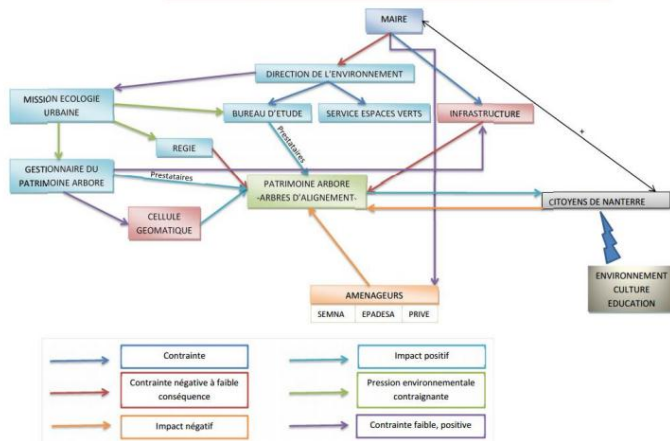 MAIRE
DIRECTION DE L'ENVIRONNEMENT
MISSION ECOLOGIE
URBAINE
BUREAU D'ETUDE
SERVICE ESPACES VERTS
INFRASTRUCTURE
+
Prestataires
REGIE
GESTIONNAIRE DU
PATRIMOINE ARBORE
Prestataires
PATRIMOINE ARBORE
-ARBRES D'ALIGNEMENT-
CITOYENS DE NANTERRE
CELLULE
GEOMATIQUE
ENVIRONNEMENT
CULTURE
EDUCATION
AMENAGEURS
SEMNA EPADESA PRIVE
Contrainte
Impact positif
Contrainte négative à faible
conséquence
Pression environnementale
contraignante
Impact négatif
Contrainte faible, positive